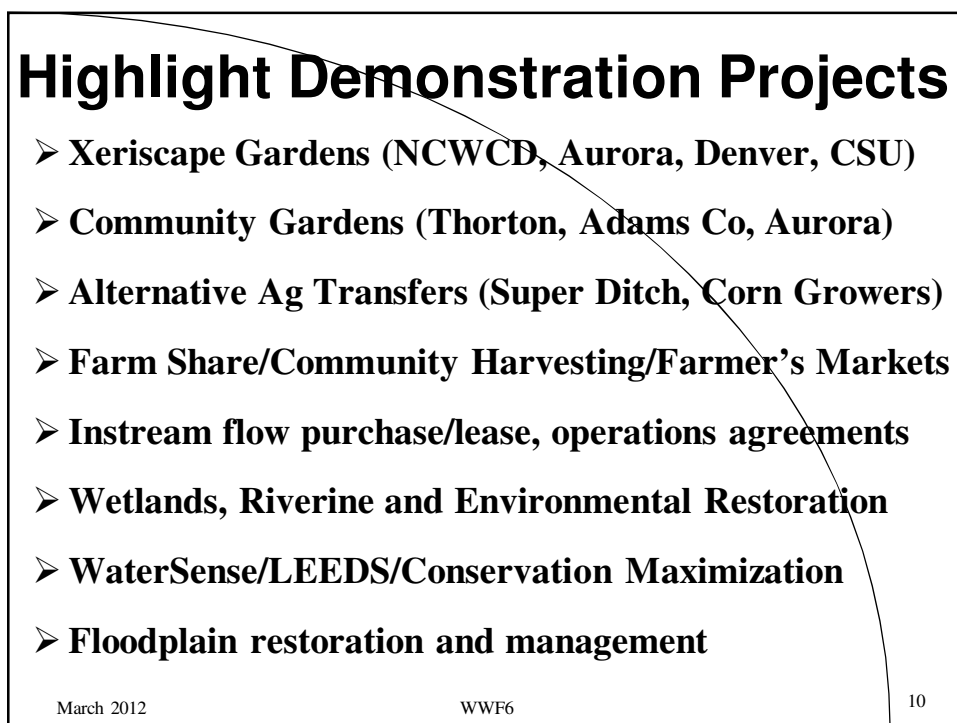 Highlight Demonstration Projects
➢ Xeriscape Gardens (NCWCD, Aurora, Denver, CSU)
➢ Community Gardens (Thorton, Adams Co, Aurora)
➢ Alternative Ag Transfers (Super Ditch, Corn Growers)
➢ Farm Share/Community Harvesting/Farmer's Markets
➢ Instream flow purchase/lease, operations agreements
➢ Wetlands, Riverine and Environmental Restoration
➢ WaterSense/LEEDS/Conservation Maximization
➢ Floodplain restoration and management
March 2012 WWF6 10